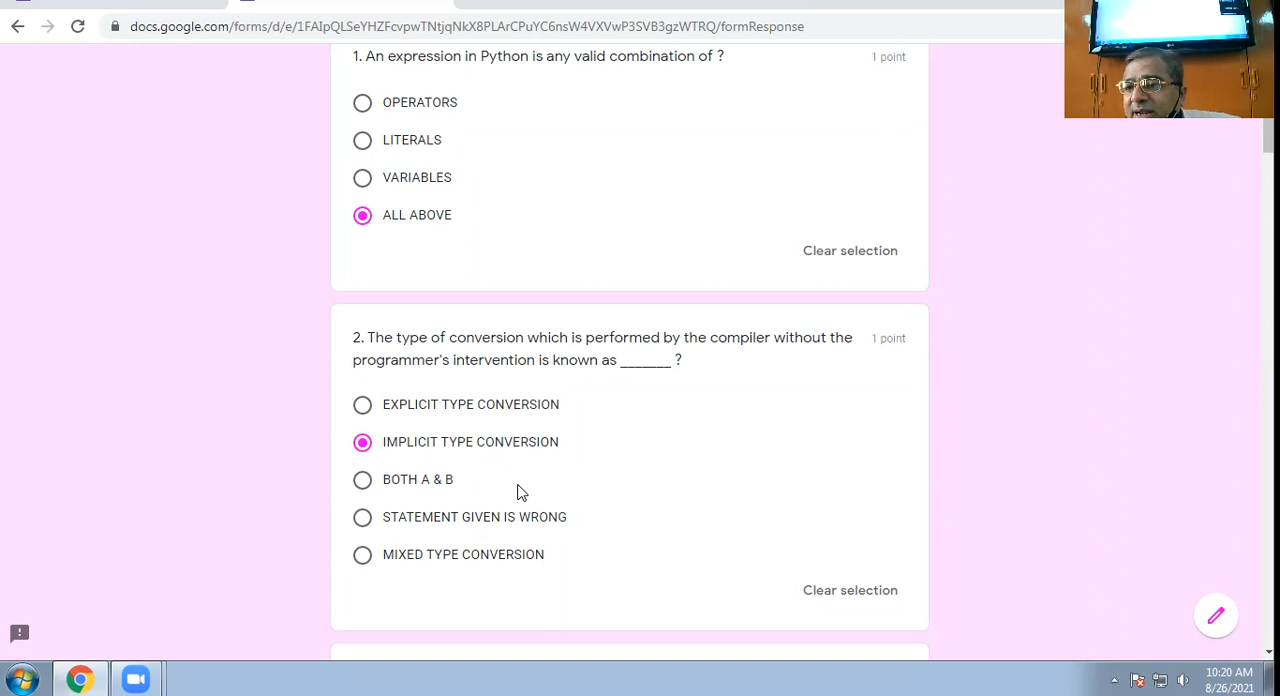 docs.google.com/forms/d/e/1FAIpQLSeYHZFcvpwTNtjqNkX8PLArCPuYC6nsW4VXVwP3SVB3gzWTRQ/formResponse
1. An expression in Python is any valid combination of ?
1 point
OPERATORS
LITERALS
VARIABLES
ALL ABOVE
Clear selection
2. The type of conversion which is performed by the compiler without the
1 point
programmer's intervention is known as _______ ?
EXPLICIT TYPE CONVERSION
IMPLICIT TYPE CONVERSION
BOTH A & B
STATEMENT GIVEN IS WRONG
MIXED TYPE CONVERSION
Clear selection
10:20 AM
8/26/2021